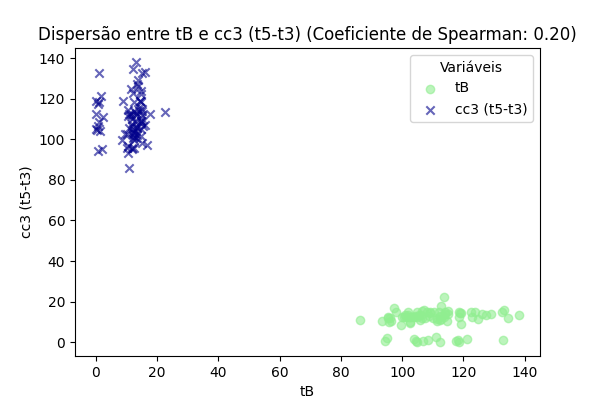 Dispersão entre tB e cc3 (t5-t3) (Coeficiente de Spearman: 0.20)
Variáveis
tB
cc3 (t5-t3)
cc3 (t5-t3)
140
120
100
80
60
40
20
0
0 20 40 60 80 100 120 140
tB